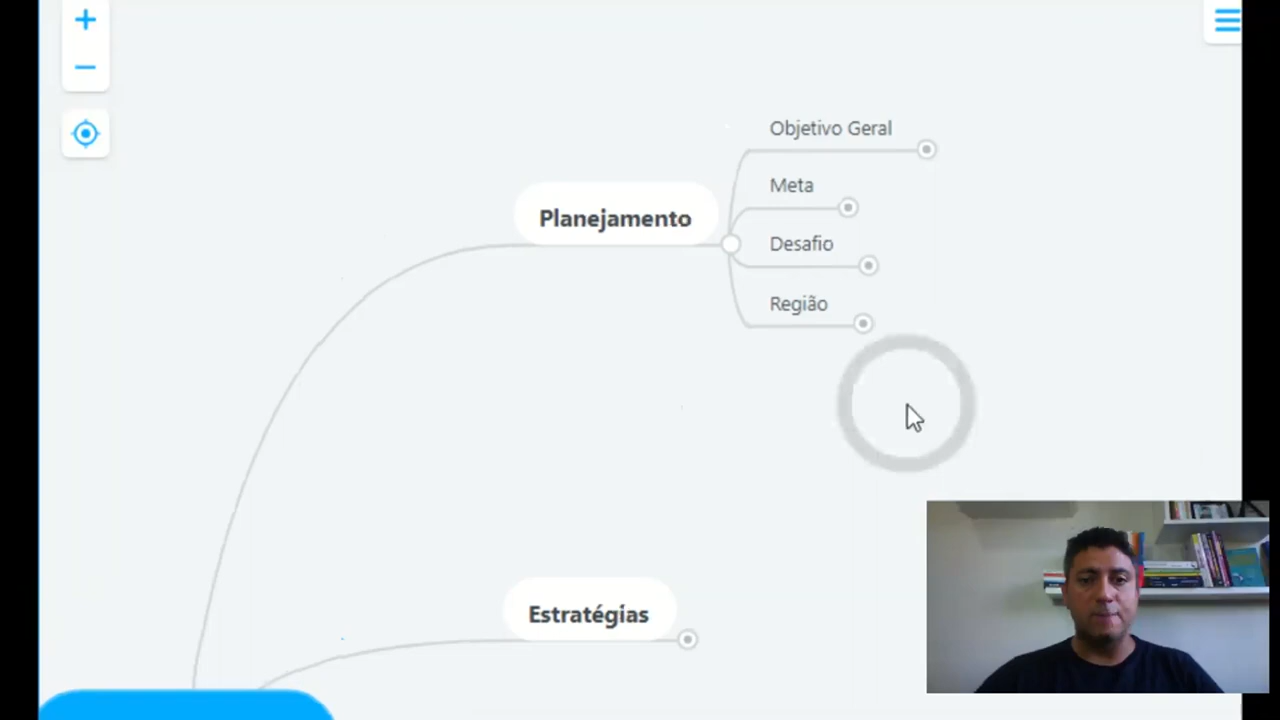 Objetivo Geral
Meta
Planejamento
Desafio
Região
Estratégias